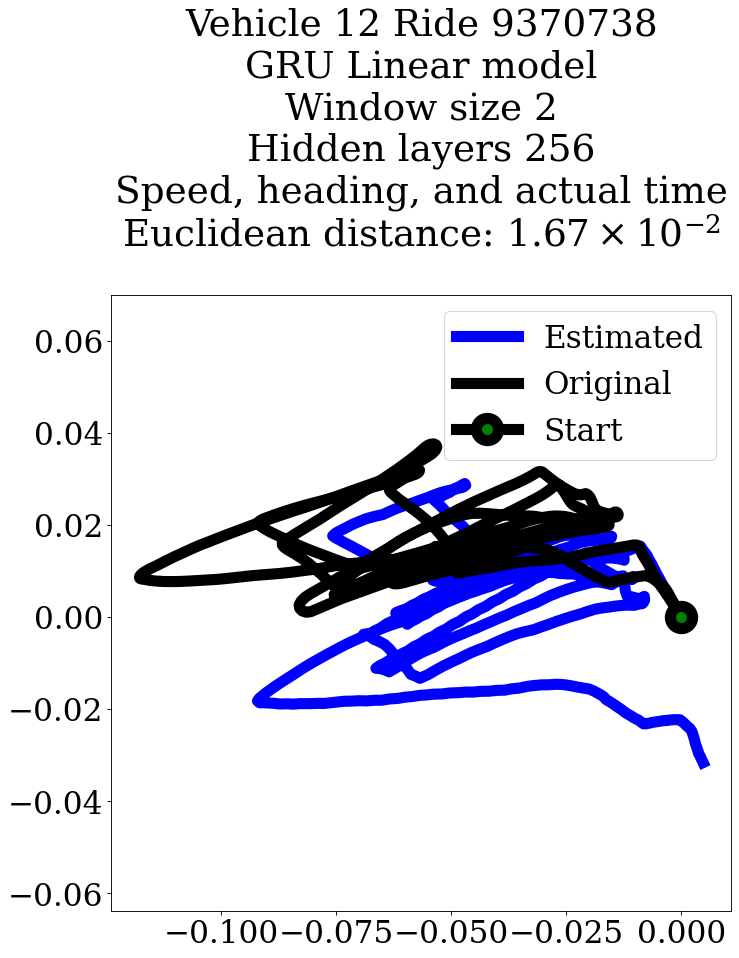 Vehicle 12 Ride 9370738
GRU Linear model
Window size 2
Hidden layers 256
Speed, heading, and actual time
Euclidean distance: 1.67 × 10⁻²
Estimated
Original
Start
0.06
0.04
0.02
0.00
−0.02
−0.04
−0.06
−0.100 −0.075 −0.050 −0.025 0.000